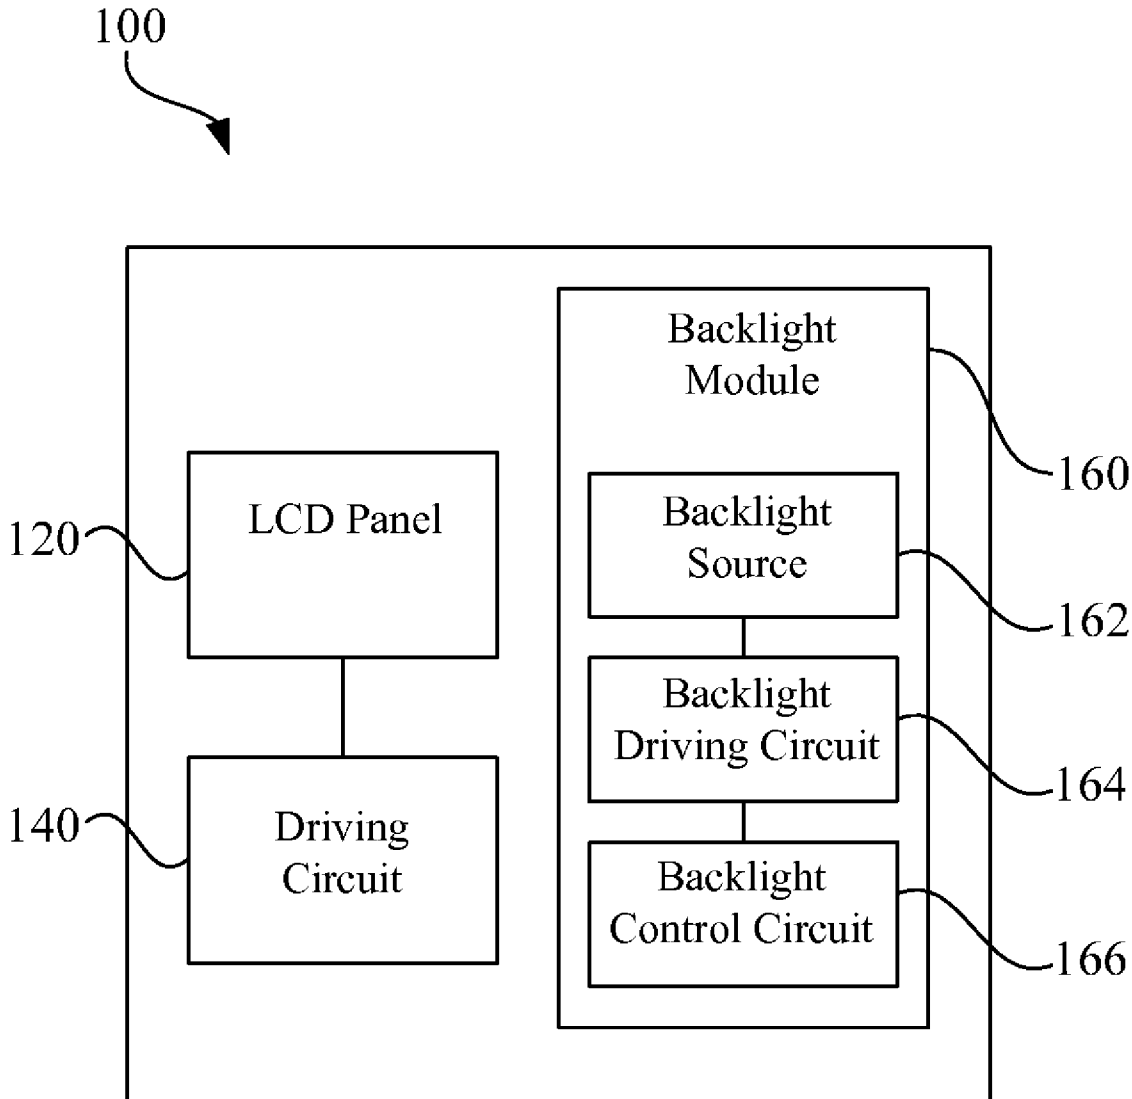 100
Backlight
Module
160
LCD Panel
120
Backlight
Source
162
Backlight
Driving Circuit
164
Driving
Circuit
140
Backlight
Control Circuit
166